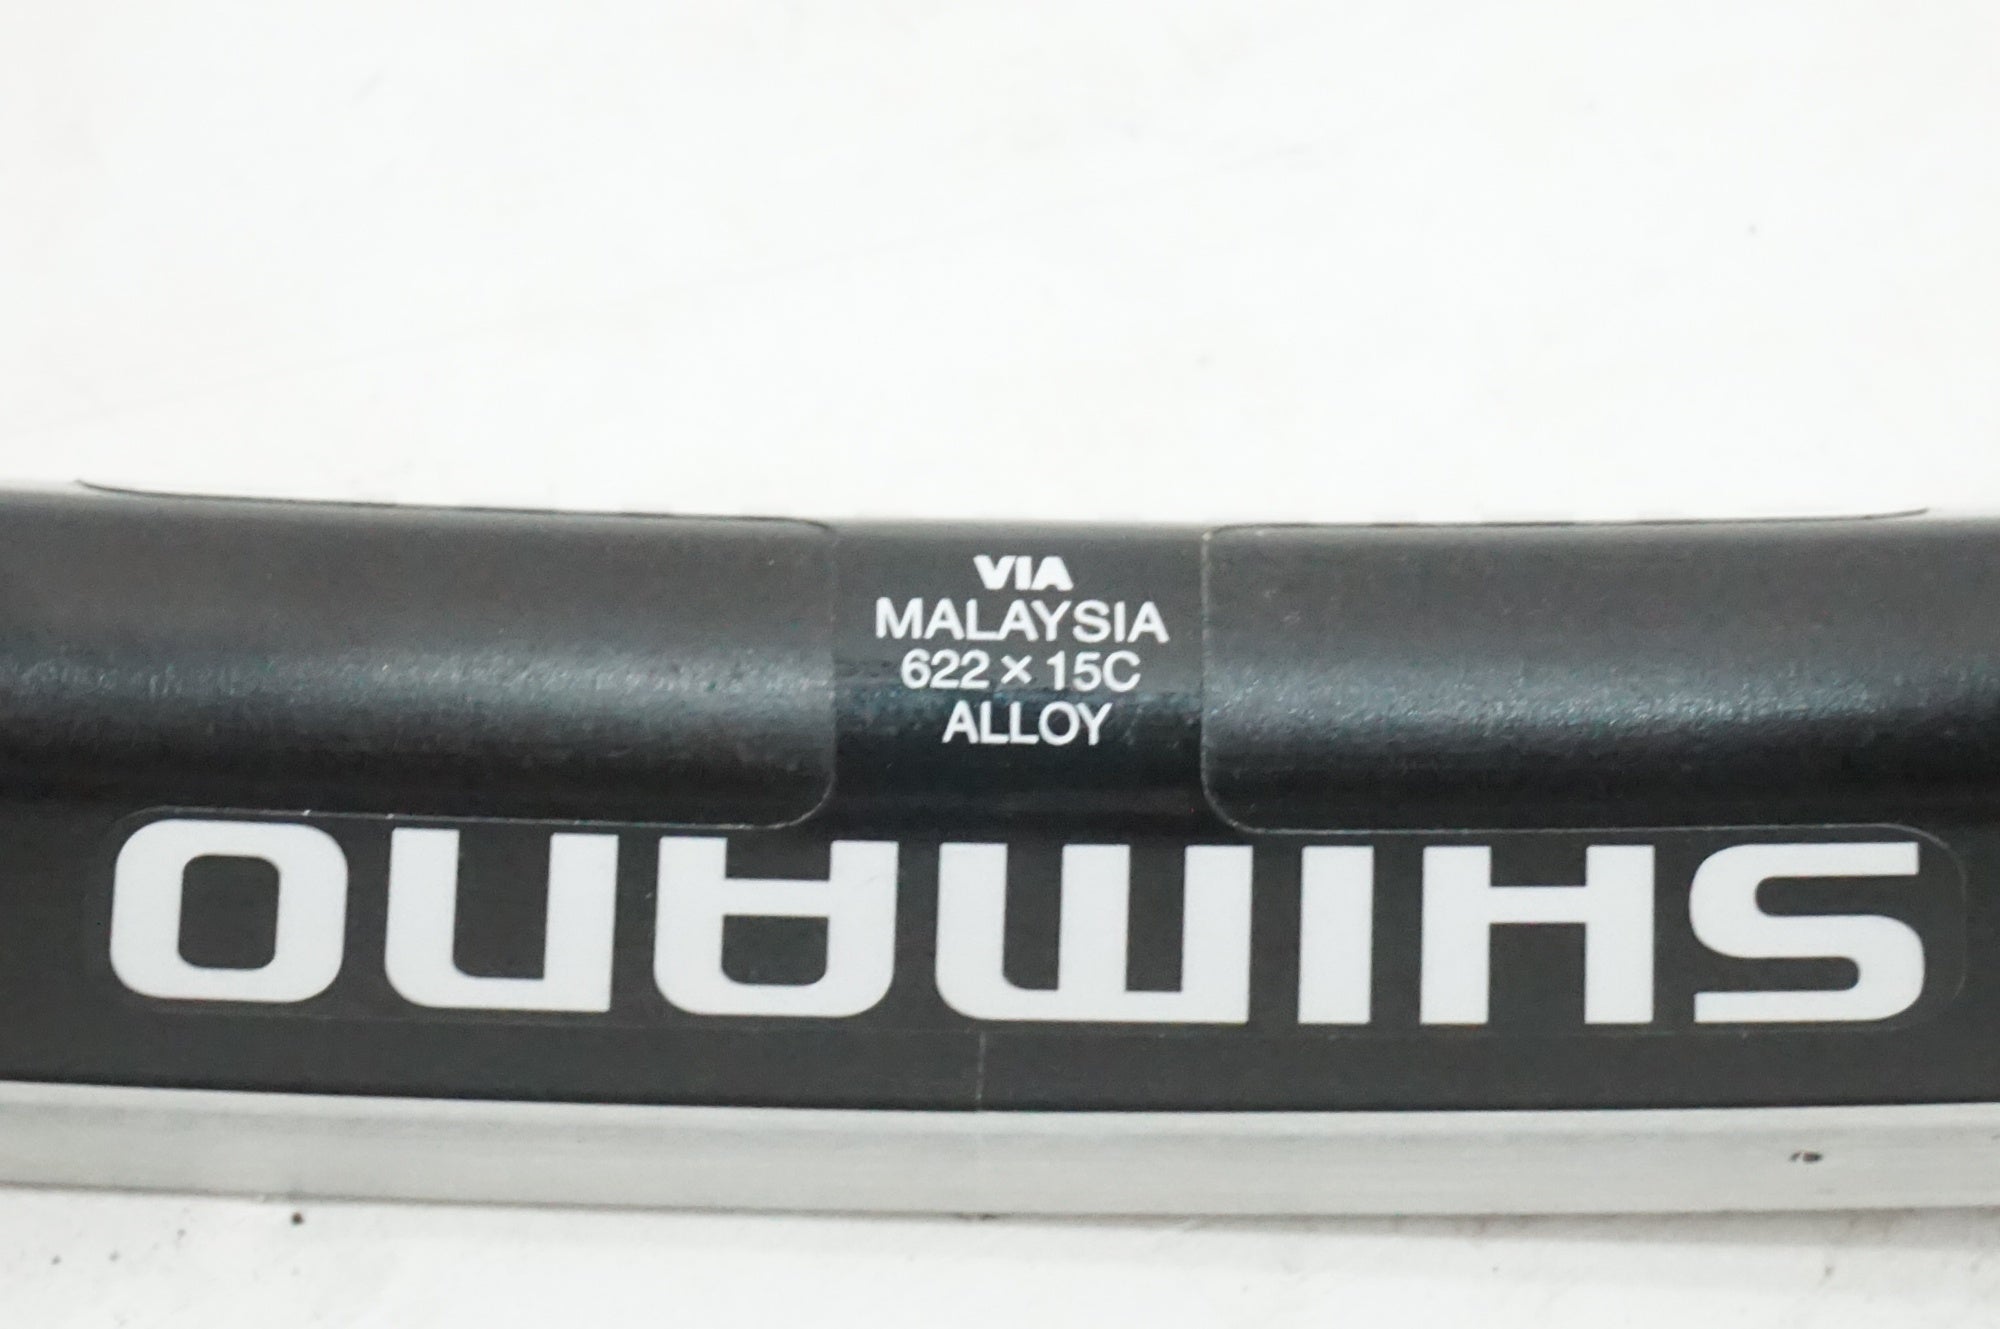 VIA
MALAYSIA
622 × 15C
ALLOY
SHIMANO